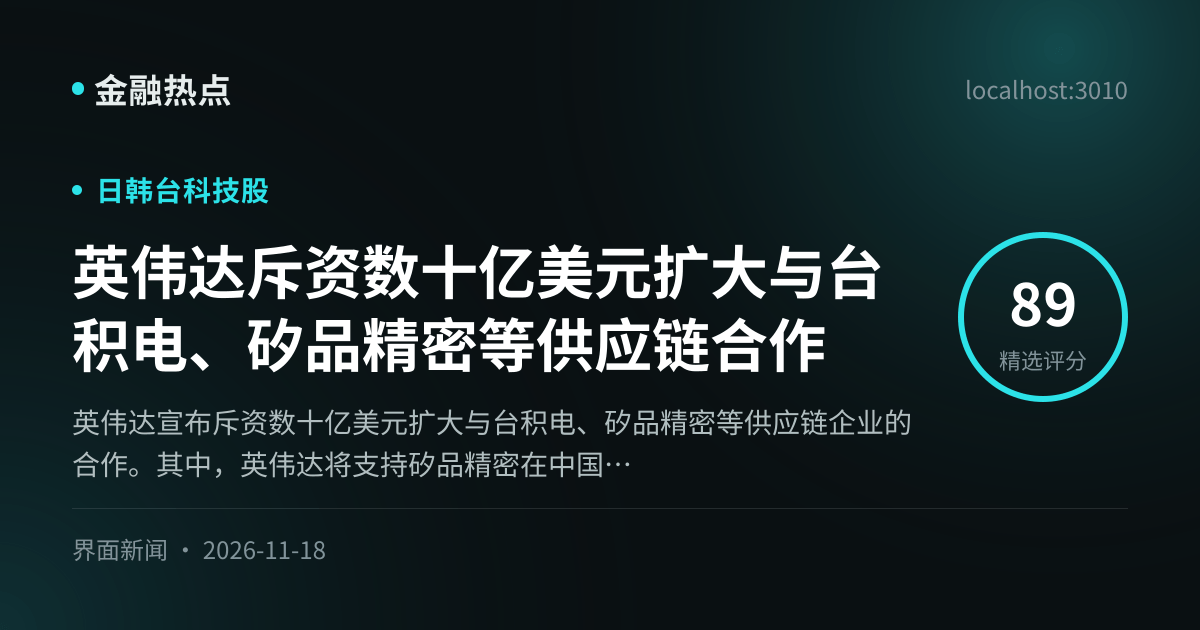 金融热点
localhost:3010
日韩台科技股
英伟达斥资数十亿美元扩大与台
积电、矽品精密等供应链合作
89
精选评分
英伟达宣布斥资数十亿美元扩大与台积电、矽品精密等供应链企业的
合作。其中，英伟达将支持矽品精密在中国…
界面新闻 · 2026-11-18